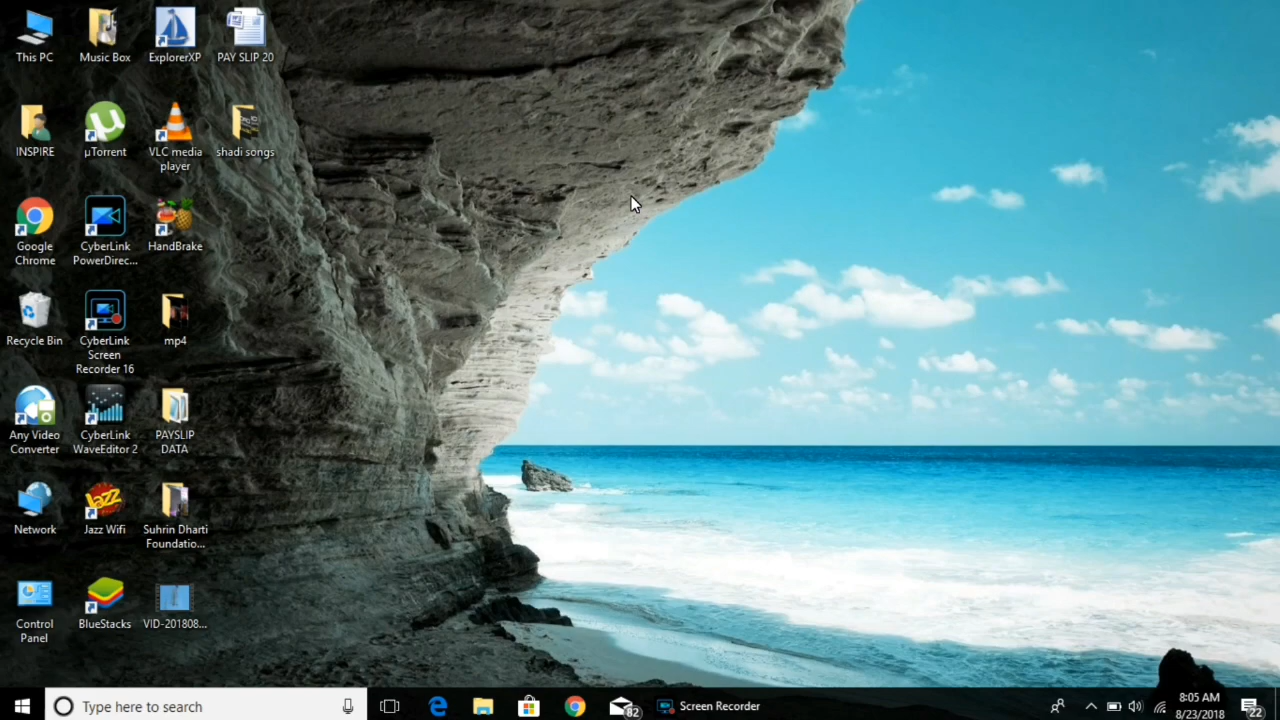 This PC
Music Box
ExplorerXP
PAY SLIP 20
INSPIRE
µTorrent
VLC media
player
shadi songs
Google
Chrome
CyberLink
PowerDirec...
HandBrake
Recycle Bin
CyberLink
Screen
Recorder 16
mp4
Any Video
Converter
CyberLink
WaveEditor 2
PAYSLIP
DATA
Network
Jazz
Jazz Wifi
Suhrin Dharti
Foundatio...
Control
Panel
BlueStacks
VID-201808...
Type here to search
82
Screen Recorder
8:05 AM
8/23/2018
22